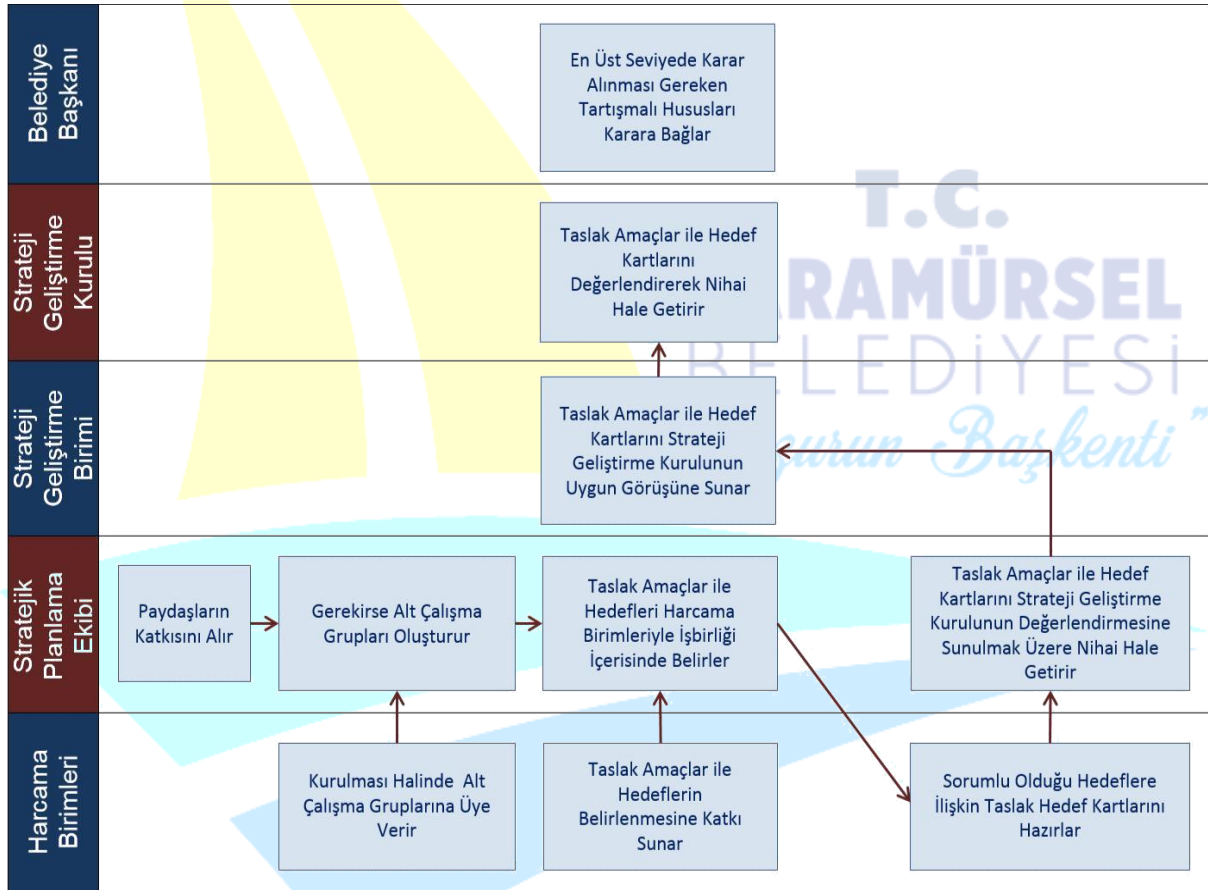 Belediye
Başkanı
En Üst Seviyede Karar
Alınması Gereken
Tartışmalı Hususları
Karara Bağlar
T.C.
RAMÜRSEL
BELEDİYESİ
Başkenti"
Strateji
Geliştirme
Kurulu
Taslak Amaçlar ile Hedef
Kartlarını
Değerlendirerek Nihai
Hale Getirir
Strateji
Geliştirme
Birimi
Taslak Amaçlar ile Hedef
Kartlarını Strateji
Geliştirme Kurulunun
Uygun Görüşüne Sunar
Stratejik
Planlama
Ekibi
Paydaşların
Katkısını Alır
Gerekirse Alt Çalışma
Grupları Oluşturur
Taslak Amaçlar ile
Hedefleri Harcama
Birimleriyle İşbirliği
İçerisinde Belirler
Taslak Amaçlar ile Hedef
Kartlarını Strateji Geliştirme
Kurulunun Değerlendirmesine
Sunulmak Üzere Nihai Hale
Getirir
Harcama
Birimleri
Kurulması Halinde Alt
Çalışma Gruplarına Üye
Verir
Taslak Amaçlar ile
Hedeflerin
Belirlenmesine Katkı
Sunar
Sorumlu Olduğu Hedeflere
İlişkin Taslak Hedef Kartlarını
Hazırlar